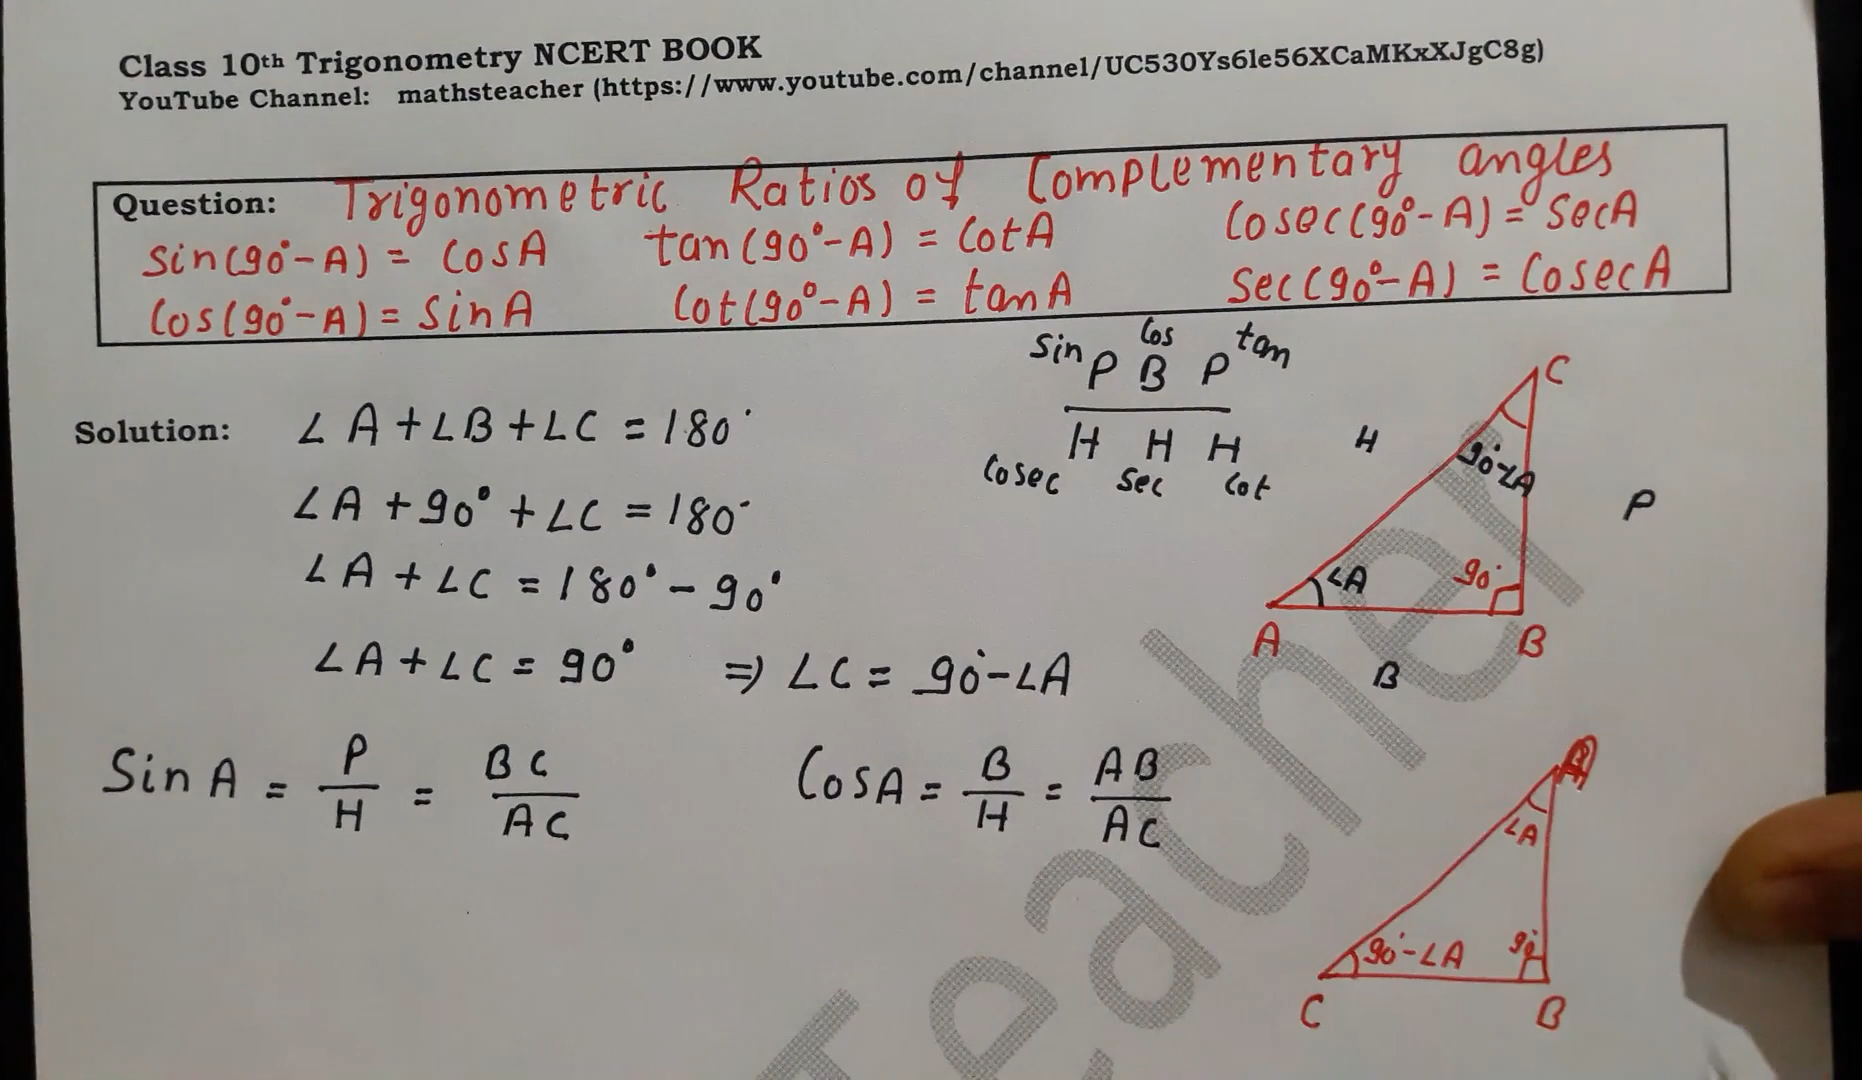 Class 10th Trigonometry NCERT BOOK
YouTube Channel: mathsteacher (https://www.youtube.com/channel/UC530Ys6le56XCaMKxXJgC8g)
Question: Trigonometric Ratios of Complementary angles
sin(90°-A) = CosA tan(90°-A) = CotA Cosec(90°-A) = SecA
Cos(90°-A) = SinA Cot(90°-A) = tanA Sec(90°-A) = CosecA
sin Cos tan
P B P
H H H
Cosec Sec Cot
Solution: ∠A+∠B+∠C = 180°
∠A+90°+∠C = 180°
∠A+∠C = 180°-90°
∠A+∠C = 90° ⇒ ∠C = 90°-∠A
C
H
90°-∠A
P
∠A 90°
A B
B
Sin A = P/H = BC/AC CosA = B/H = AB/AC
∠A
90°-∠A 90°
C B
Teacher